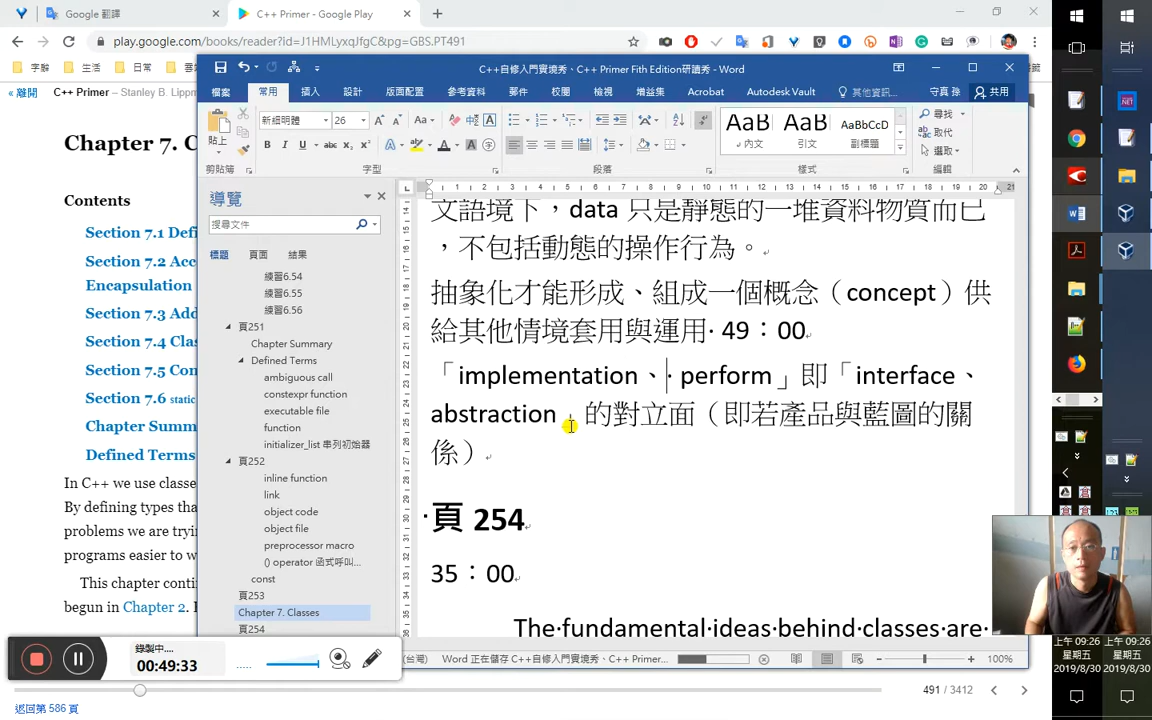 Google 翻譯
C++ Primer - Google Play
play.google.com/books/reader?id=J1HMLyxqJfgC&pg=GBS.PT491
字辭 生活 日常
« 離開 C++ Primer – Stanley B. Lippm
Chapter 7. C
Contents
Section 7.1 Defi
Section 7.2 Acc
Encapsulation
Section 7.3 Add
Section 7.4 Clas
Section 7.5 Con
Section 7.6 static
Chapter Summa
Defined Terms
In C++ we use classe
By defining types tha
problems we are tryi
programs easier to w
This chapter conti
begun in Chapter 2.
C++自修入門實境秀、C++ Primer Fith Edition研讀秀 - Word
檔案 常用 插入 設計 版面配置 參考資料 郵件 校閱 檢視 增益集 Acrobat Autodesk Vault 其他資訊... 守真 孫 共用
貼上
新細明體 26
AaB AaB AaBbCcD
內文 引文 副標題
尋找
取代
選取
剪貼簿 字型 段落 樣式 編輯
導覽
搜尋文件
標題 頁面 結果
練習6.54
練習6.55
練習6.56
頁251
Chapter Summary
Defined Terms
ambiguous call
constexpr function
executable file
function
initializer_list 串列初始器
頁252
inline function
link
object code
object file
preprocessor macro
() operator 函式呼叫...
const
頁253
Chapter 7. Classes
頁254
文語境下，data 只是靜態的一堆資料物質而已
，不包括動態的操作行為。
抽象化才能形成、組成一個概念（concept）供
給其他情境套用與運用 49：00
「implementation、 perform」即「interface、
abstraction 的對立面（即若產品與藍圖的關
係）
頁 254
35：00
The fundamental ideas behind classes are
(台灣) Word 正在儲存 C++自修入門實境秀、C++ Primer... 100%
錄製中....
00:49:33
491 / 3412
返回第 586 頁
上午 09:26
星期五
2019/8/30
上午 09:26
星期五
2019/8/30